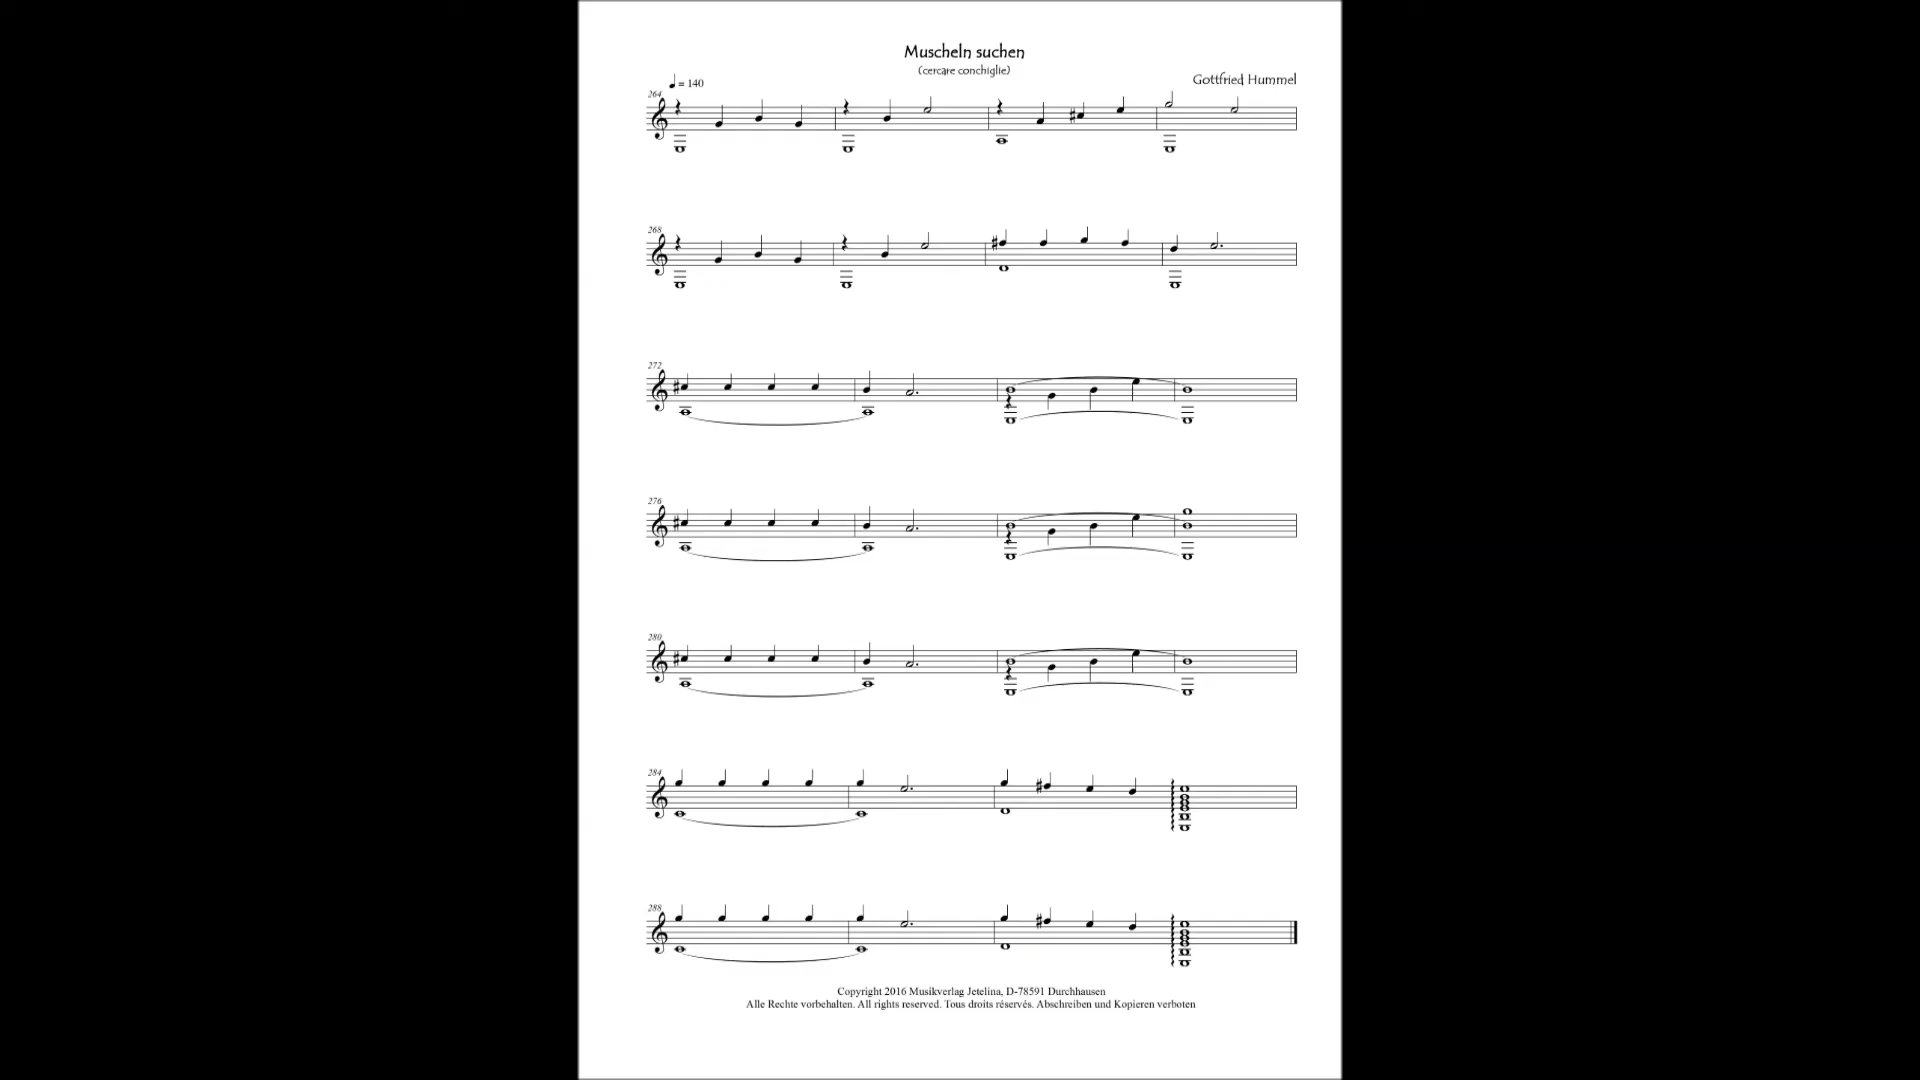 Muscheln suchen
(cercare conchiglie)
♩ = 140
Gottfried Hummel
264
268
272
276
280
284
288
Copyright 2016 Musikverlag Jetelina, D-78591 Durchhausen
Alle Rechte vorbehalten. All rights reserved. Tous droits réservés. Abschreiben und Kopieren verboten